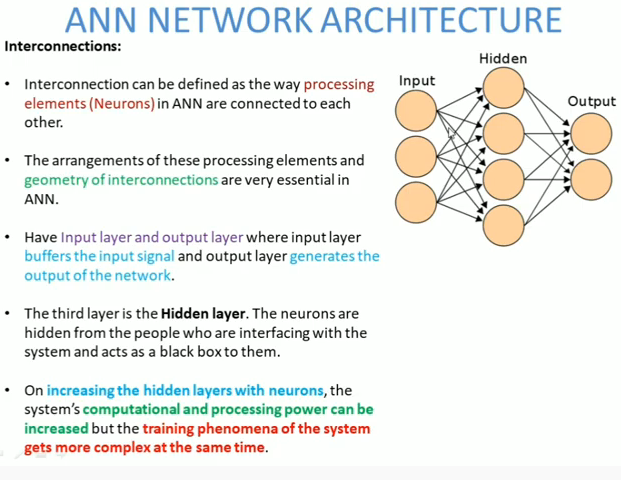 ANN NETWORK ARCHITECTURE
Interconnections:
• Interconnection can be defined as the way processing
elements (Neurons) in ANN are connected to each
other.
• The arrangements of these processing elements and
geometry of interconnections are very essential in
ANN.
• Have Input layer and output layer where input layer
buffers the input signal and output layer generates the
output of the network.
• The third layer is the Hidden layer. The neurons are
hidden from the people who are interfacing with the
system and acts as a black box to them.
• On increasing the hidden layers with neurons, the
system's computational and processing power can be
increased but the training phenomena of the system
gets more complex at the same time.
Input
Hidden
Output